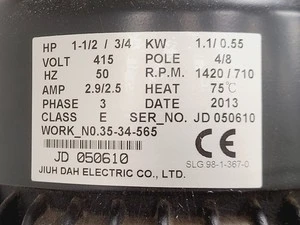 HP 1-1/2 / 3/4 KW 1.1/ 0.55
VOLT 415 POLE 4/8
HZ 50 R.P.M. 1420 / 710
AMP 2.9/2.5 HEAT 75℃
PHASE 3 DATE 2013
CLASS E SER_NO. JD 050610
WORK_NO.35-34-565
JD 050610
CE
SLG 98-1-367-0
JIUH DAH ELECTRIC CO., LTD.